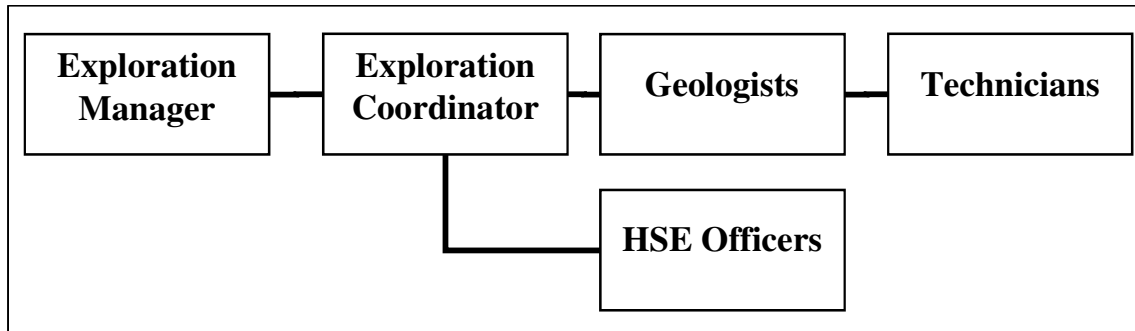 Exploration
Manager
Exploration
Coordinator
Geologists
Technicians
HSE Officers